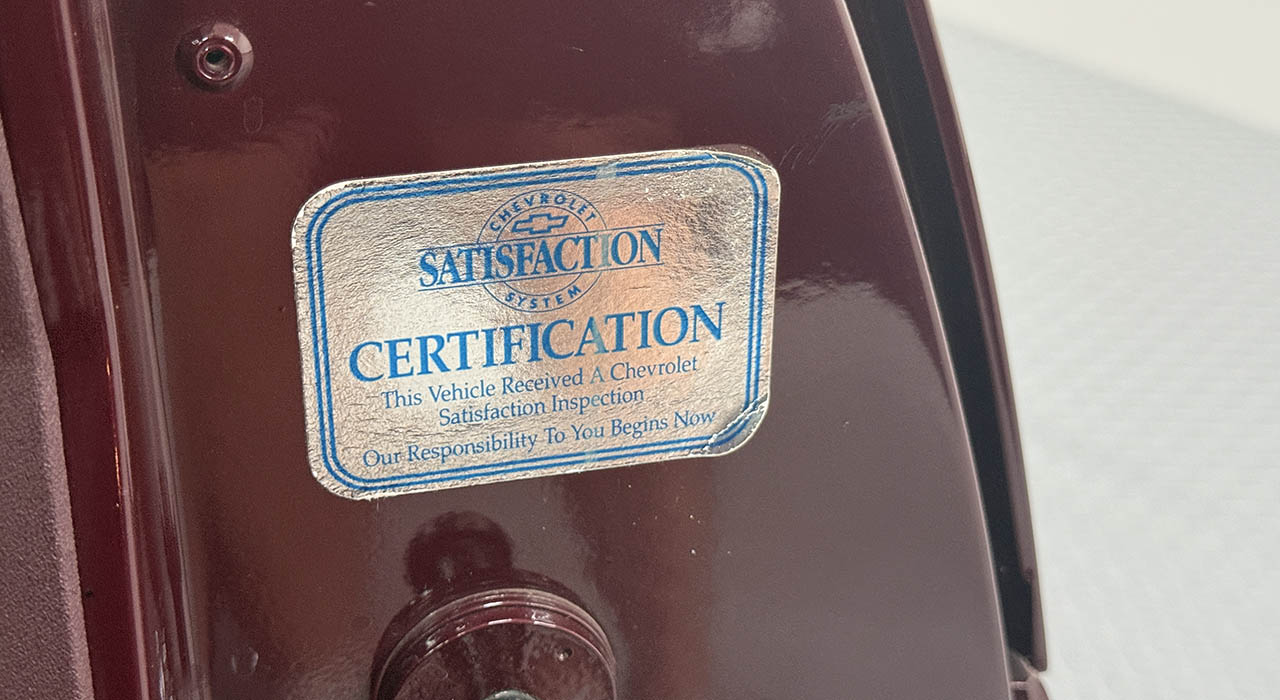 CHEVROLET
SATISFACTION
SYSTEM
CERTIFICATION
This Vehicle Received A Chevrolet
Satisfaction Inspection
Our Responsibility To You Begins Now